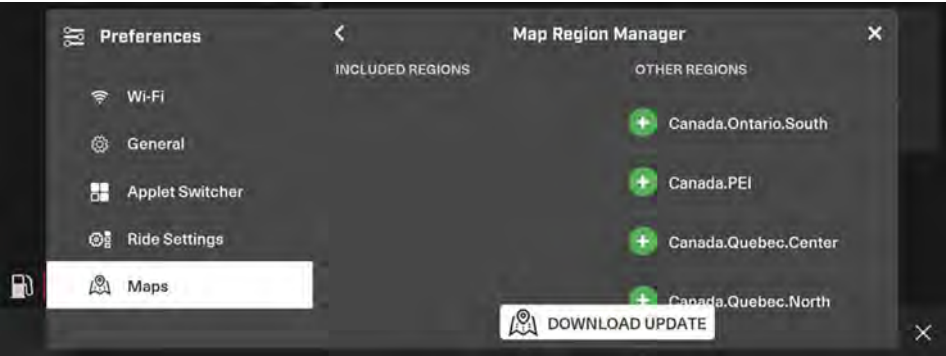 Preferences
Wi-Fi
General
Applet Switcher
Ride Settings
Maps
Map Region Manager
INCLUDED REGIONS
OTHER REGIONS
Canada.Ontario.South
Canada.PEI
Canada.Quebec.Center
Canada.Quebec.North
DOWNLOAD UPDATE